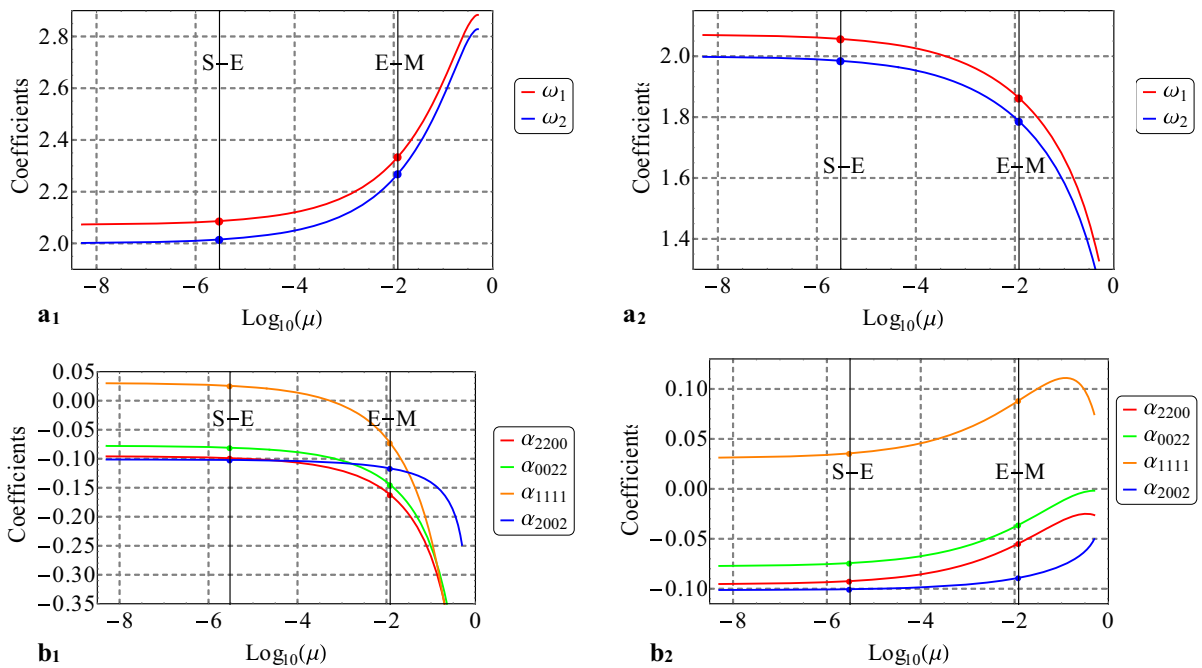 Coefficients
2.8
2.6
2.4
2.2
2.0
S–E
E–M
−8
−6
−4
−2
0
Log₁₀(μ)
a₁
ω₁
ω₂
Coefficients
2.0
1.8
1.6
1.4
S–E
E–M
−8
−6
−4
−2
0
Log₁₀(μ)
a₂
ω₁
ω₂
Coefficients
0.05
0.00
−0.05
−0.10
−0.15
−0.20
−0.25
−0.30
−0.35
S–E
E–M
−8
−6
−4
−2
0
Log₁₀(μ)
b₁
α₂₂₀₀
α₀₀₂₂
α₁₁₁₁
α₂₀₀₂
Coefficients
0.10
0.05
0.00
−0.05
−0.10
S–E
E–M
−8
−6
−4
−2
0
Log₁₀(μ)
b₂
α₂₂₀₀
α₀₀₂₂
α₁₁₁₁
α₂₀₀₂